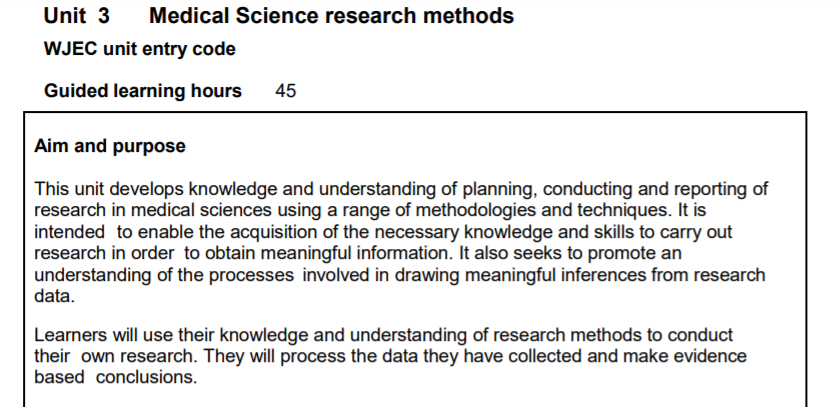 Unit 3 Medical Science research methods
WJEC unit entry code
Guided learning hours 45
Aim and purpose
This unit develops knowledge and understanding of planning, conducting and reporting of
research in medical sciences using a range of methodologies and techniques. It is
intended to enable the acquisition of the necessary knowledge and skills to carry out
research in order to obtain meaningful information. It also seeks to promote an
understanding of the processes involved in drawing meaningful inferences from research
data.
Learners will use their knowledge and understanding of research methods to conduct
their own research. They will process the data they have collected and make evidence
based conclusions.